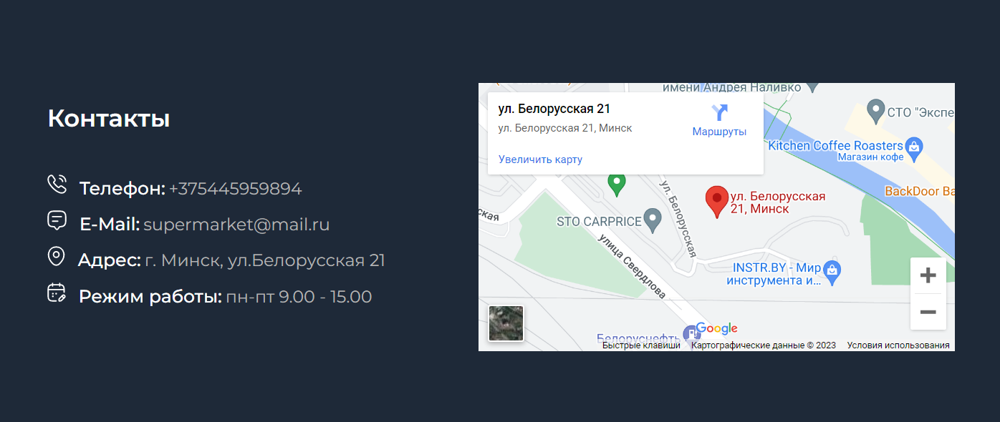 Контакты
Телефон: +375445959894
E-Mail: supermarket@mail.ru
Адрес: г. Минск, ул.Белорусская 21
Режим работы: пн-пт 9.00 - 15.00
имени Андрея Наливко
ул. Белорусская 21
ул. Белорусская 21, Минск
Маршруты
Увеличить карту
СТО "Экспе
Kitchen Coffee Roasters
Магазин кофе
BackDoor Ba
ул. Белорусская
21, Минск
ул. Белорусская
ская
STO CARPRICE
улица Свердлова
INSTR.BY - Мир
инструмента и...
Белоруснефть
Google
Быстрые клавиши
Картографические данные © 2023
Условия использования